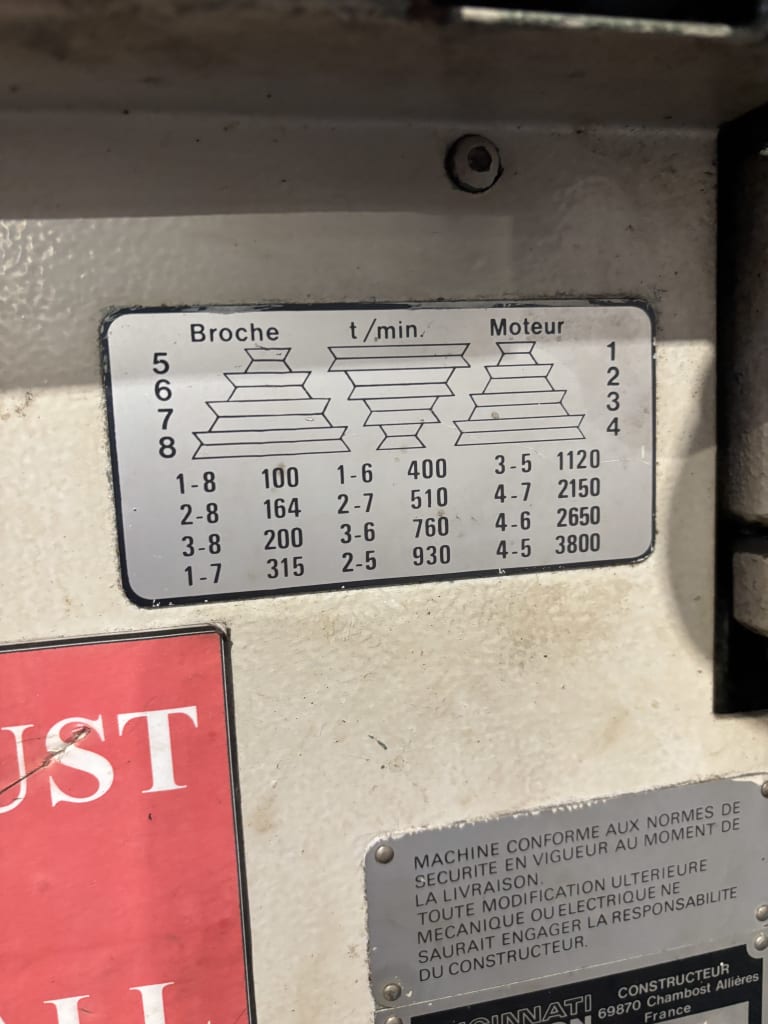 Broche t/min. Moteur
5 1
6 2
7 3
8 4
1-8 100 1-6 400 3-5 1120
2-8 164 2-7 510 4-7 2150
3-8 200 3-6 760 4-6 2650
1-7 315 2-5 930 4-5 3800
UST
ALL
MACHINE CONFORME AUX NORMES DE
SECURITE EN VIGUEUR AU MOMENT DE
LA LIVRAISON.
TOUTE MODIFICATION ULTERIEURE
MECANIQUE OU ELECTRIQUE NE
SAURAIT ENGAGER LA RESPONSABILITE
DU CONSTRUCTEUR.
CINCINNATI
CONSTRUCTEUR
69870 Chambost Allières
France